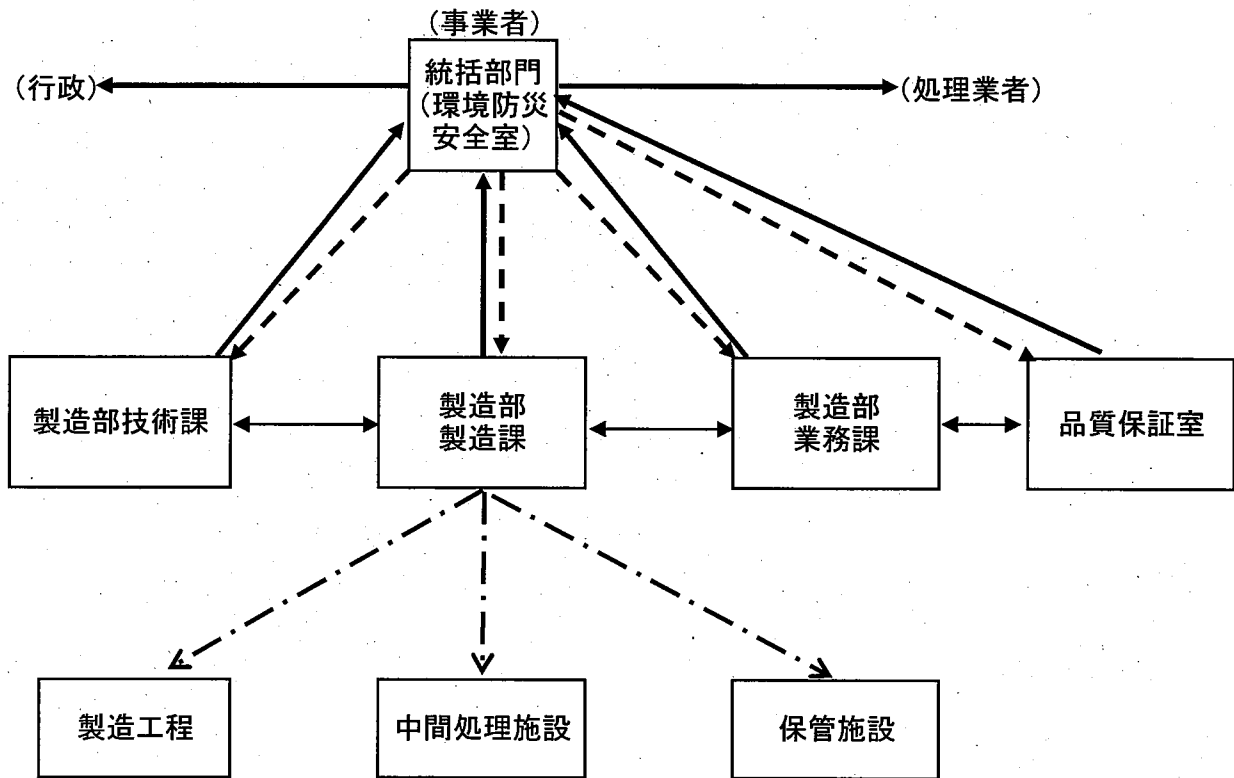 (事業者)
統括部門
(環境防災
安全室)
(行政)
(処理業者)
製造部技術課
製造部
製造課
製造部
業務課
品質保証室
製造工程
中間処理施設
保管施設